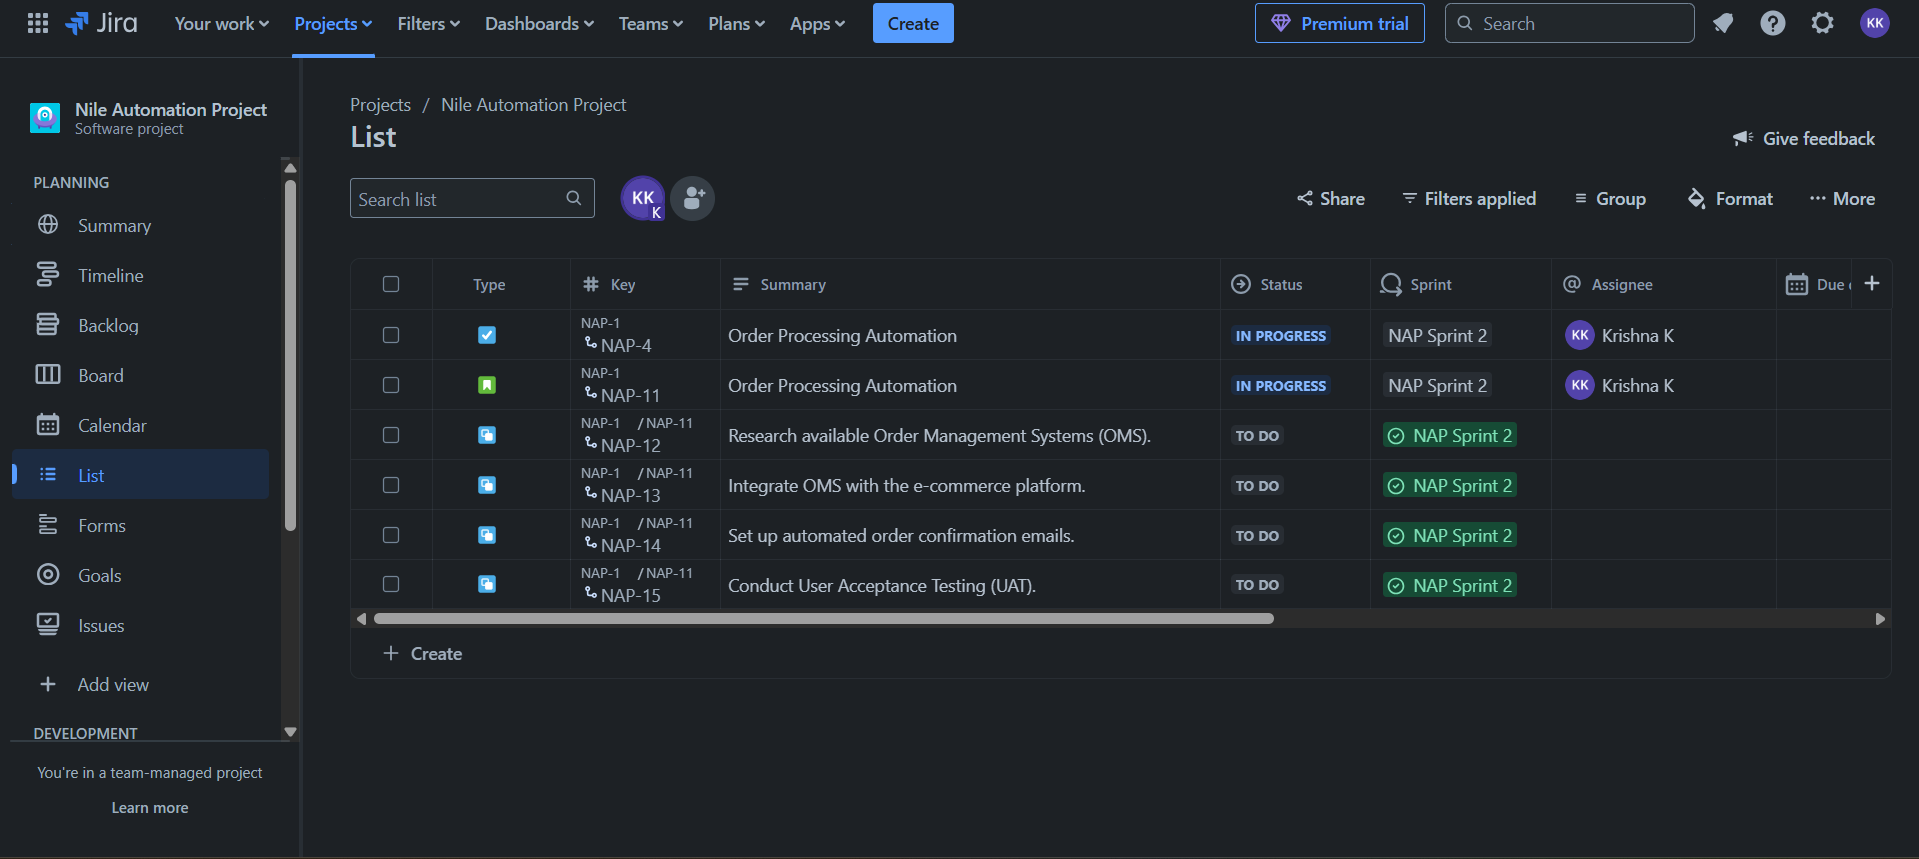 Jira Your work Projects Filters Dashboards Teams Plans Apps Create Premium trial Search KK
Nile Automation Project
Software project
PLANNING
Summary
Timeline
Backlog
Board
Calendar
List
Forms
Goals
Issues
Add view
DEVELOPMENT
You're in a team-managed project
Learn more
Projects / Nile Automation Project
List
Give feedback
Search list KK K Share Filters applied Group Format More
Type Key Summary Status Sprint Assignee Due
NAP-1
NAP-4 Order Processing Automation IN PROGRESS NAP Sprint 2 KK Krishna K
NAP-1
NAP-11 Order Processing Automation IN PROGRESS NAP Sprint 2 KK Krishna K
NAP-1 / NAP-11
NAP-12 Research available Order Management Systems (OMS). TO DO NAP Sprint 2
NAP-1 / NAP-11
NAP-13 Integrate OMS with the e-commerce platform. TO DO NAP Sprint 2
NAP-1 / NAP-11
NAP-14 Set up automated order confirmation emails. TO DO NAP Sprint 2
NAP-1 / NAP-11
NAP-15 Conduct User Acceptance Testing (UAT). TO DO NAP Sprint 2
Create